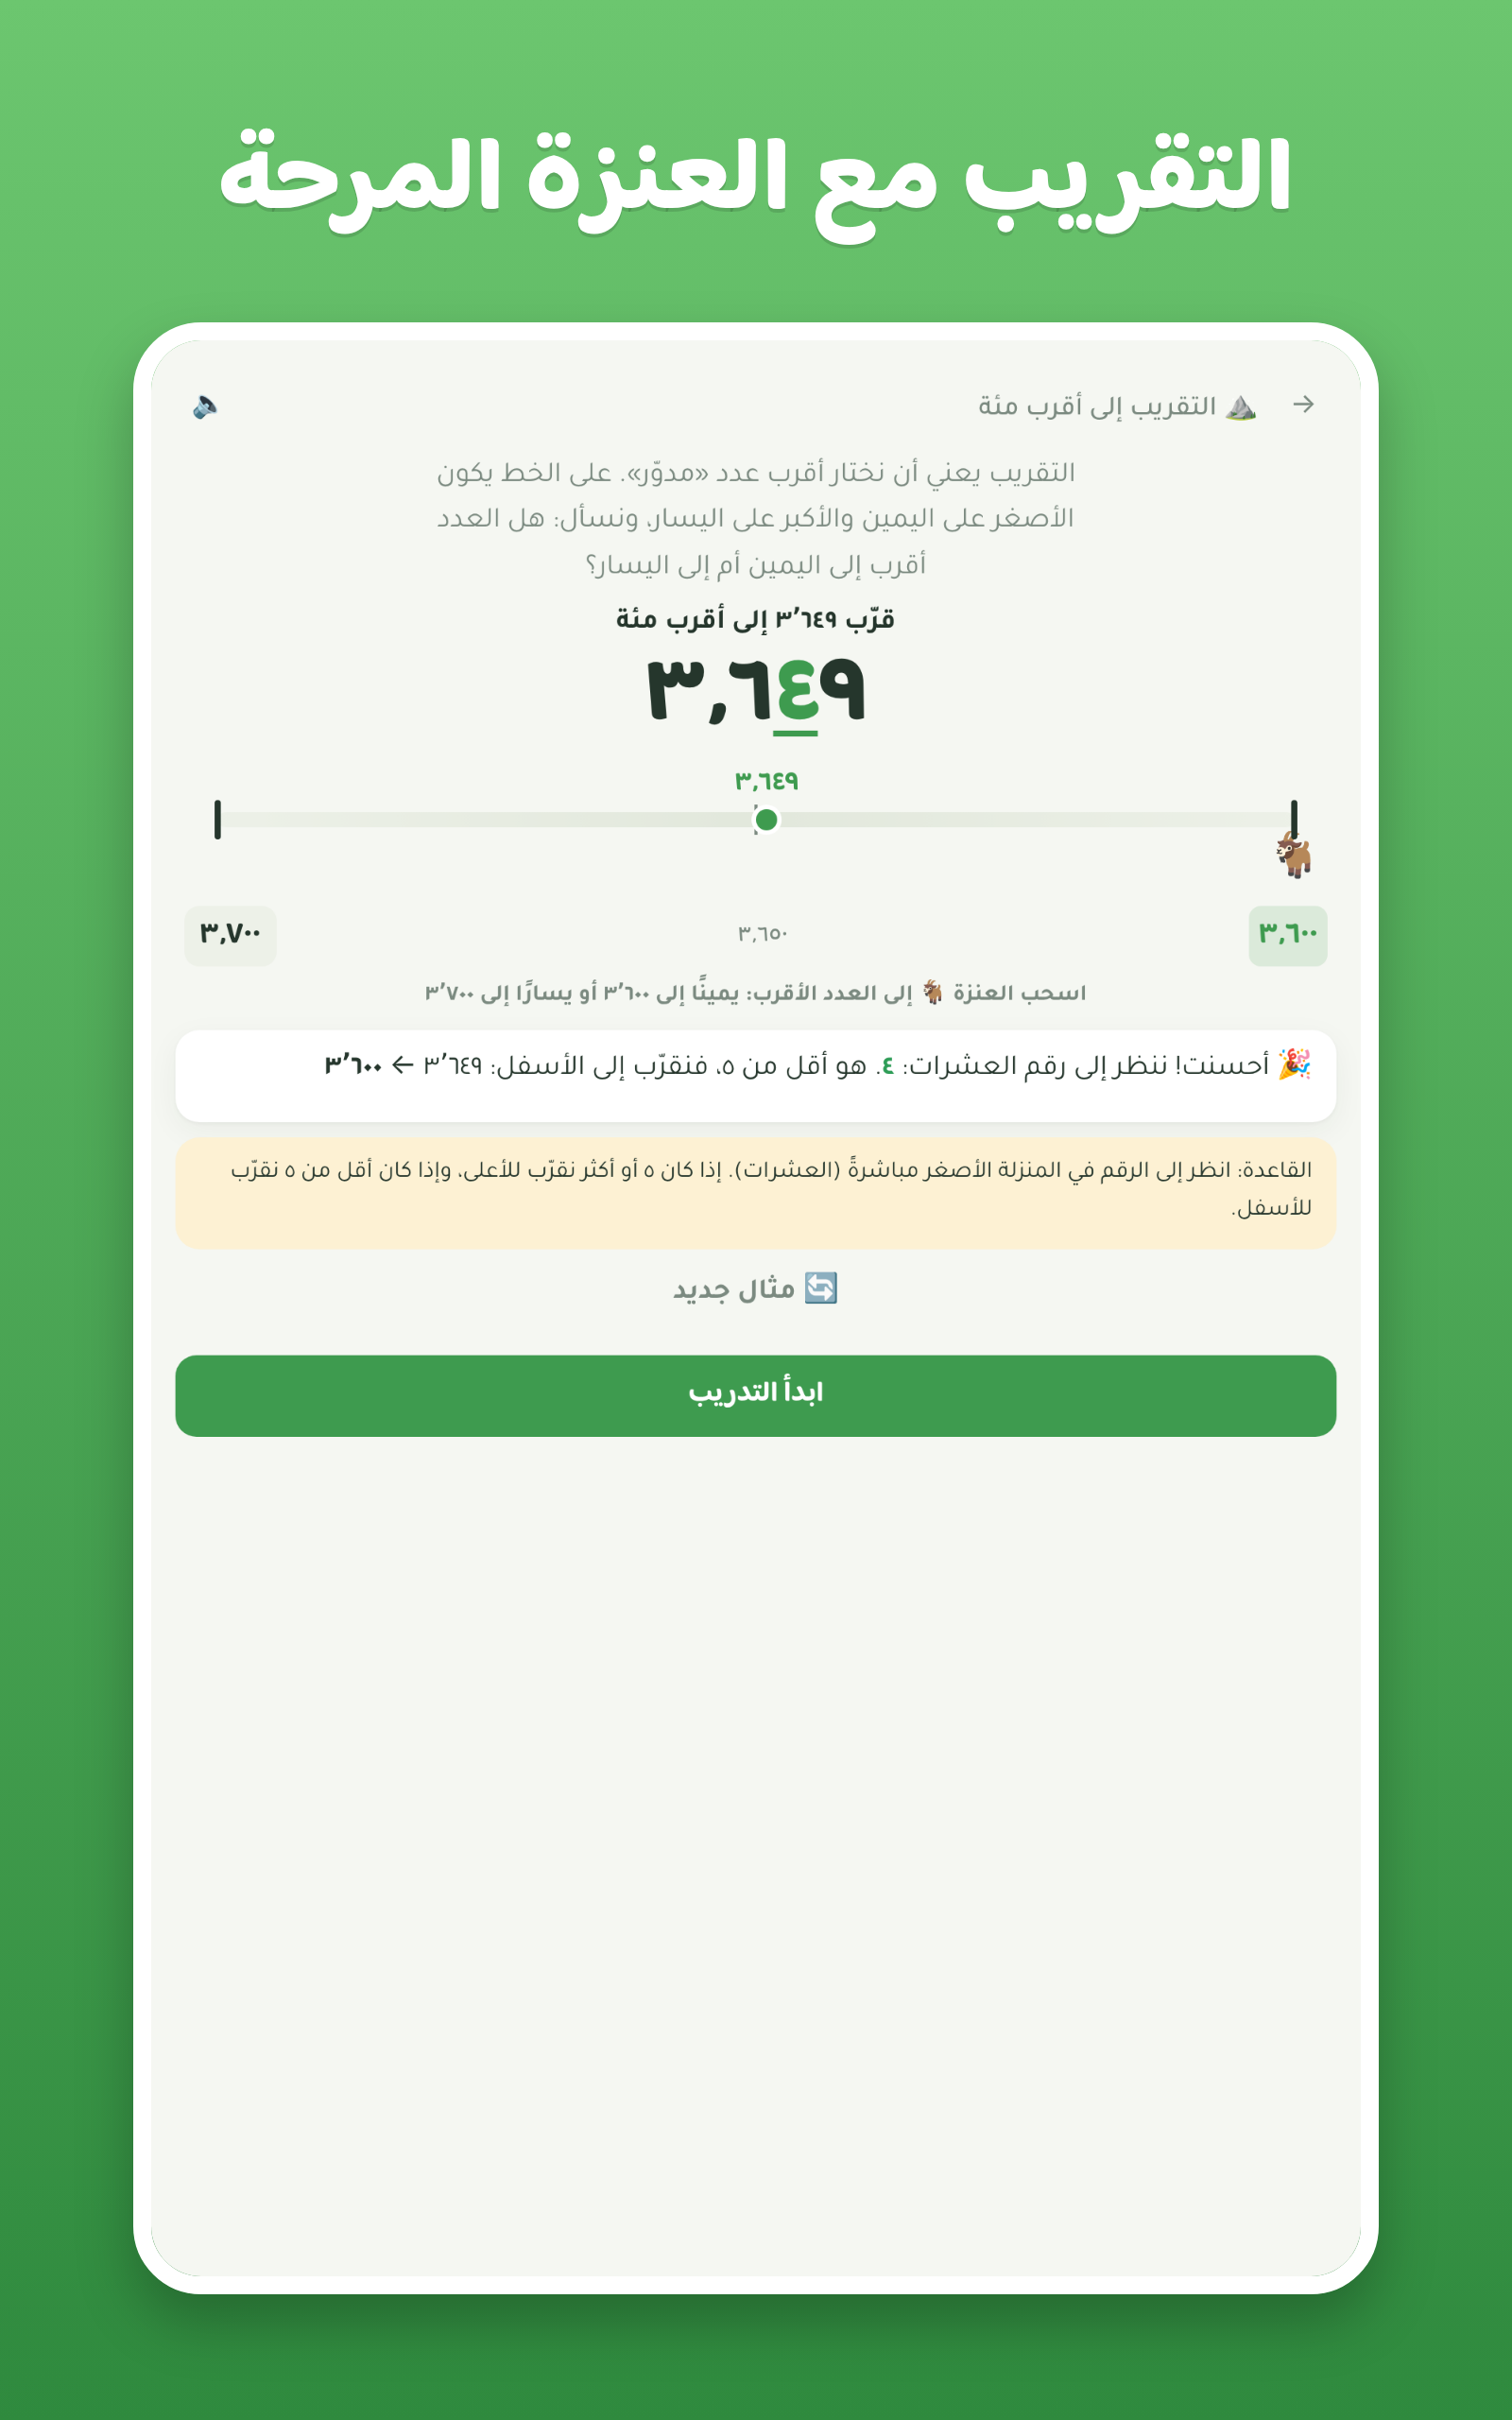 التقريب مع العنزة المرحة
→ ⛰️ التقريب إلى أقرب مئة 🔈
التقريب يعني أن نختار أقرب عدد «مدوّر». على الخط يكون
الأصغر على اليمين والأكبر على اليسار، ونسأل: هل العدد
أقرب إلى اليمين أم إلى اليسار؟
قرّب ٣٬٦٤٩ إلى أقرب مئة
٣,٦٤٩
٣,٦٤٩
٣,٦٠٠ ٣,٦٥٠ ٣,٧٠٠
اسحب العنزة 🐐 إلى العدد الأقرب: يمينًا إلى ٣٬٦٠٠ أو يسارًا إلى ٣٬٧٠٠
🎉 أحسنت! ننظر إلى رقم العشرات: ٤. هو أقل من ٥، فنقرّب إلى الأسفل: ٣٬٦٤٩ ← ٣٬٦٠٠
القاعدة: انظر إلى الرقم في المنزلة الأصغر مباشرةً (العشرات). إذا كان ٥ أو أكثر نقرّب للأعلى، وإذا كان أقل من ٥ نقرّب
للأسفل.
🔄 مثال جديد
ابدأ التدريب